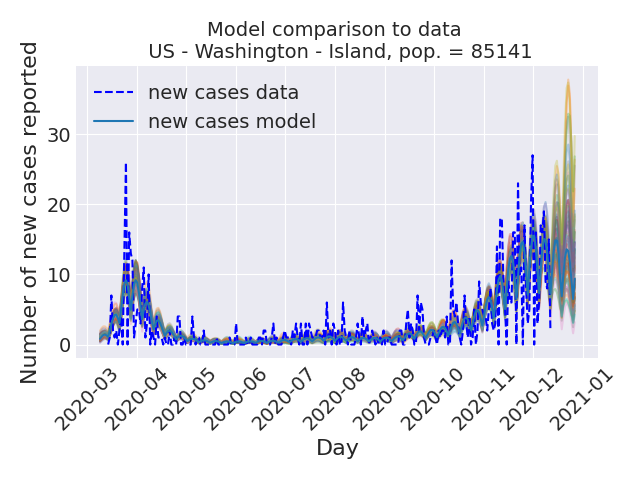 Model comparison to data
US - Washington - Island, pop. = 85141
Number of new cases reported
new cases data
new cases model
30
20
10
0
2020-03
2020-04
2020-05
2020-06
2020-07
2020-08
2020-09
2020-10
2020-11
2020-12
2021-01
Day